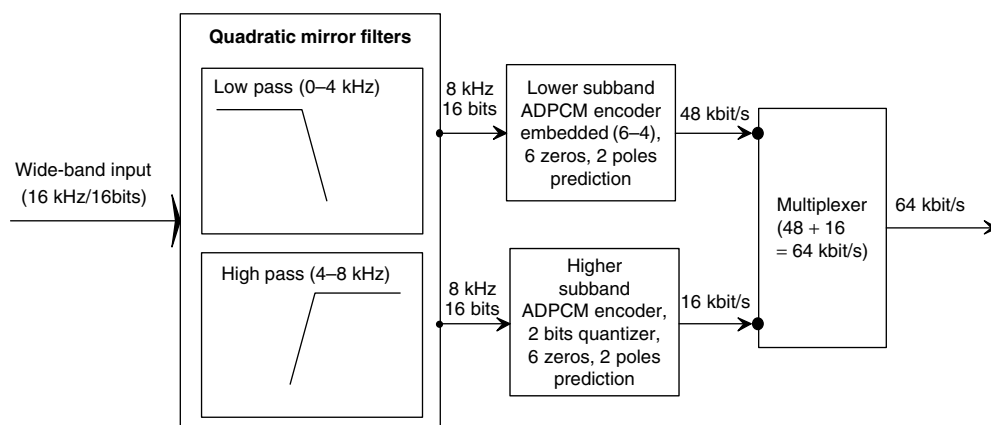 Quadratic mirror filters
Low pass (0–4 kHz)
High pass (4–8 kHz)
Wide-band input
(16 kHz/16bits)
8 kHz
16 bits
Lower subband
ADPCM encoder
embedded (6–4),
6 zeros, 2 poles
prediction
48 kbit/s
8 kHz
16 bits
Higher
subband
ADPCM encoder,
2 bits quantizer,
6 zeros, 2 poles
prediction
16 kbit/s
Multiplexer
(48 + 16
= 64 kbit/s)
64 kbit/s